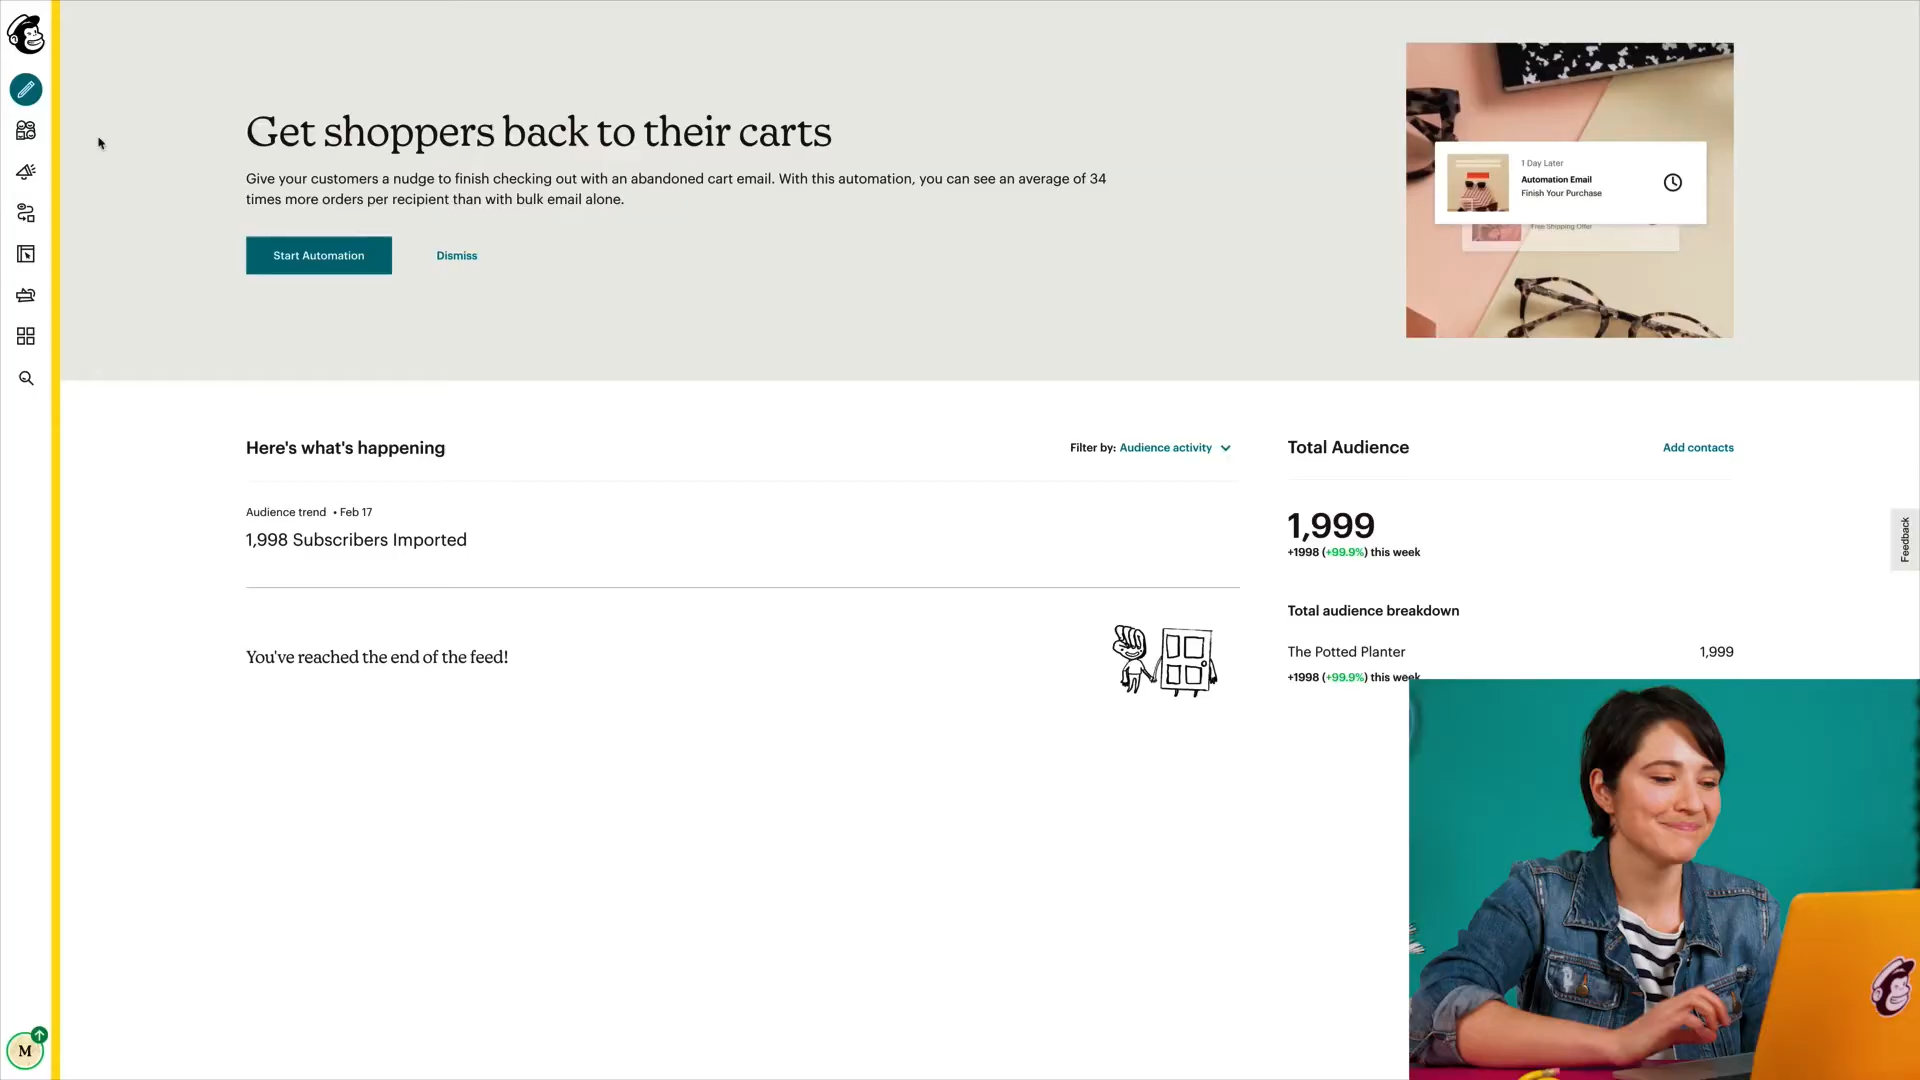 Get shoppers back to their carts
Give your customers a nudge to finish checking out with an abandoned cart email. With this automation, you can see an average of 34
times more orders per recipient than with bulk email alone.
Start Automation
Dismiss
1 Day Later
Automation Email
Finish Your Purchase
Free Shipping Offer
Here's what's happening
Filter by: Audience activity
Audience trend • Feb 17
1,998 Subscribers Imported
You've reached the end of the feed!
Total Audience
Add contacts
1,999
+1998 (+99.9%) this week
Total audience breakdown
The Potted Planter
1,999
+1998 (+99.9%) this week
Feedback
M